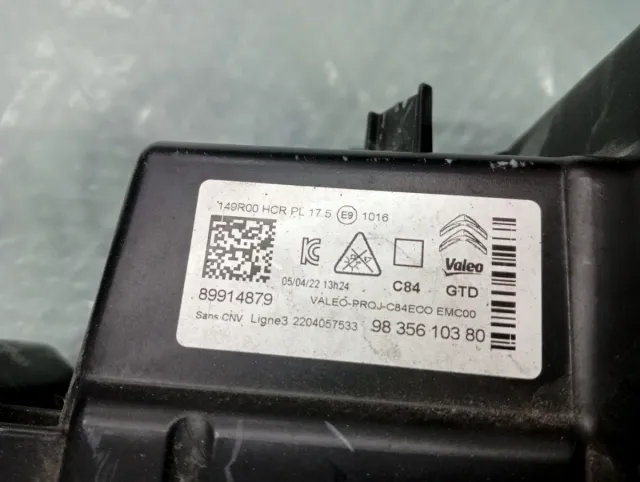 149R00 HCR PL 17.5 E9 1016
KC
Valeo
05/04/22 13h24
C84
GTD
89914879
VALEO-PROJ-C84ECO EMC00
Sans CNV Ligne3 2204057533 98 356 103 80